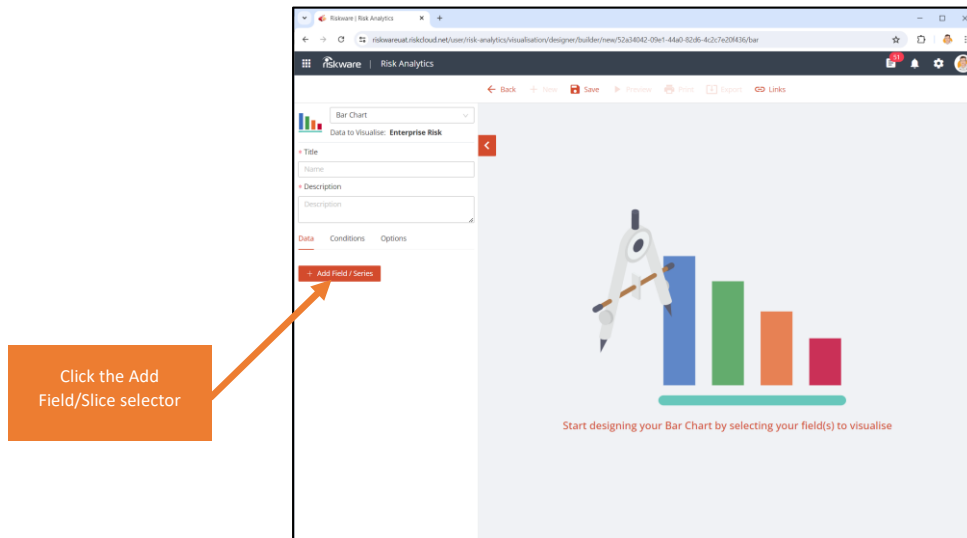 Riskware | Risk Analytics
riskwareuat.riskcloud.net/user/risk-analytics/visualisation/designer/builder/new/52a34042-09e1-44a0-82d6-4c2c7e20f436/bar
riskware | Risk Analytics
51
Back New Save Preview Print Export Links
Bar Chart
Data to Visualise: Enterprise Risk
* Title
Name
* Description
Description
Data Conditions Options
+ Add Field / Series
Click the Add
Field/Slice selector
Start designing your Bar Chart by selecting your field(s) to visualise